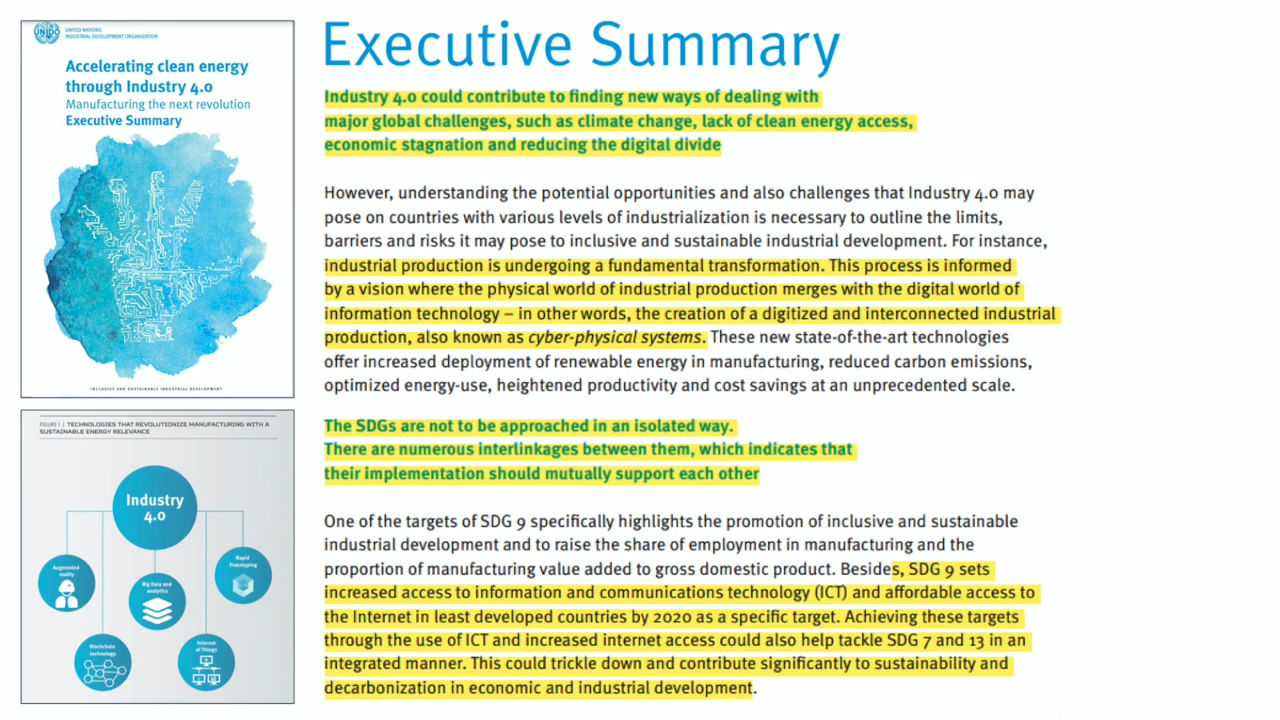 UNIDO
UNITED NATIONS
INDUSTRIAL DEVELOPMENT ORGANIZATION
Accelerating clean energy
through Industry 4.0
Manufacturing the next revolution
Executive Summary
INCLUSIVE AND SUSTAINABLE INDUSTRIAL DEVELOPMENT
FIGURE 1 | TECHNOLOGIES THAT REVOLUTIONIZE MANUFACTURING WITH A
SUSTAINABLE ENERGY RELEVANCE
Industry
4.0
Augmented
reality
Big Data and
analytics
Rapid
Prototyping
Blockchain
technology
Internet
of Things
Executive Summary
Industry 4.0 could contribute to finding new ways of dealing with
major global challenges, such as climate change, lack of clean energy access,
economic stagnation and reducing the digital divide
However, understanding the potential opportunities and also challenges that Industry 4.0 may
pose on countries with various levels of industrialization is necessary to outline the limits,
barriers and risks it may pose to inclusive and sustainable industrial development. For instance,
industrial production is undergoing a fundamental transformation. This process is informed
by a vision where the physical world of industrial production merges with the digital world of
information technology – in other words, the creation of a digitized and interconnected industrial
production, also known as cyber-physical systems. These new state-of-the-art technologies
offer increased deployment of renewable energy in manufacturing, reduced carbon emissions,
optimized energy-use, heightened productivity and cost savings at an unprecedented scale.
The SDGs are not to be approached in an isolated way.
There are numerous interlinkages between them, which indicates that
their implementation should mutually support each other
One of the targets of SDG 9 specifically highlights the promotion of inclusive and sustainable
industrial development and to raise the share of employment in manufacturing and the
proportion of manufacturing value added to gross domestic product. Besides, SDG 9 sets
increased access to information and communications technology (ICT) and affordable access to
the Internet in least developed countries by 2020 as a specific target. Achieving these targets
through the use of ICT and increased internet access could also help tackle SDG 7 and 13 in an
integrated manner. This could trickle down and contribute significantly to sustainability and
decarbonization in economic and industrial development.